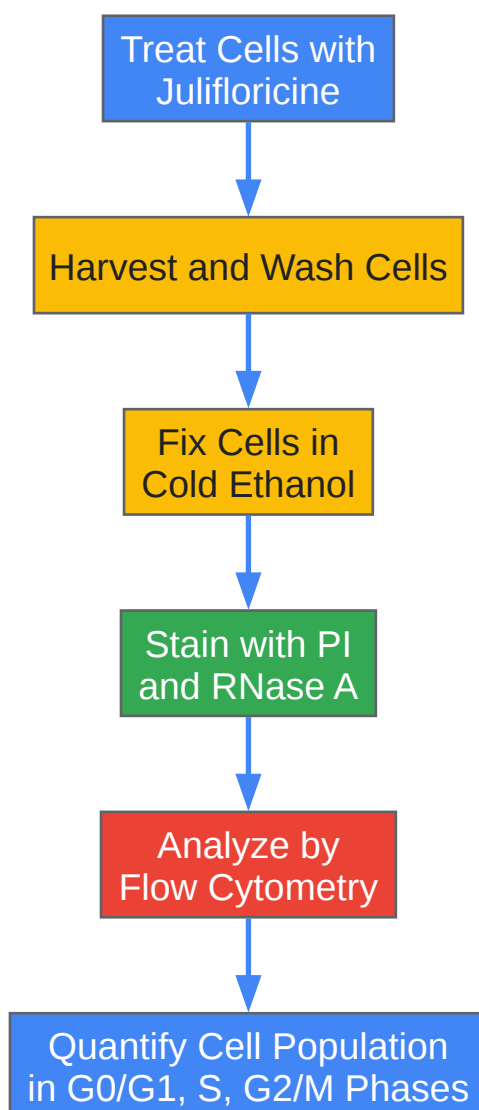 Treat Cells with
Julifloricine
Harvest and Wash Cells
Fix Cells in
Cold Ethanol
Stain with PI
and RNase A
Analyze by
Flow Cytometry
Quantify Cell Population
in G0/G1, S, G2/M Phases